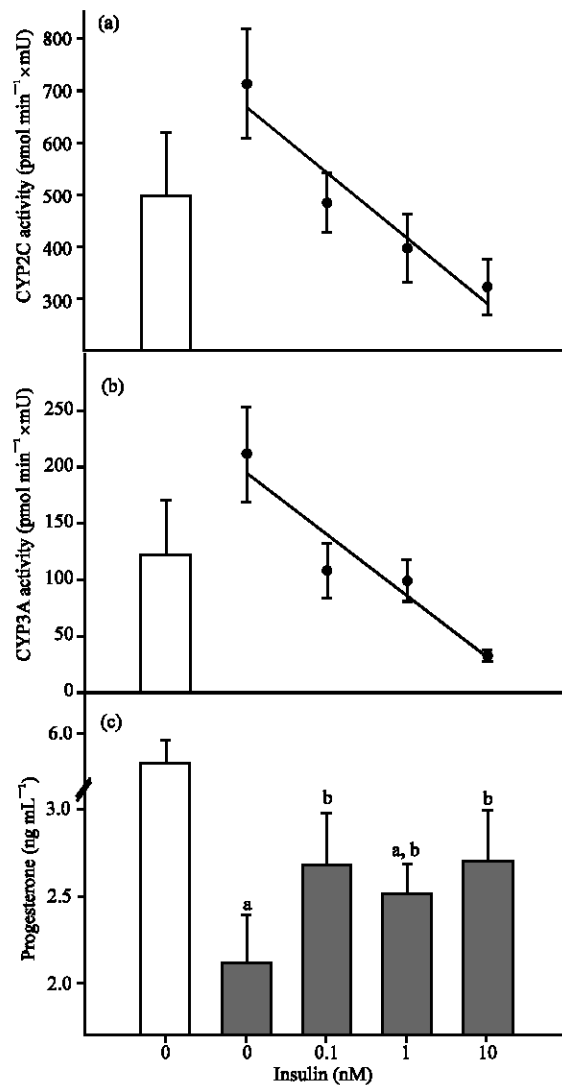 (a)
800
700
600
500
400
300
CYP2C activity (pmol min⁻¹ × mU)
(b)
250
200
150
100
50
0
CYP3A activity (pmol min⁻¹ × mU)
(c)
6.0
3.0
2.5
2.0
Progesterone (ng mL⁻¹)
a
b
a, b
b
0 0 0.1 1 10
Insulin (nM)